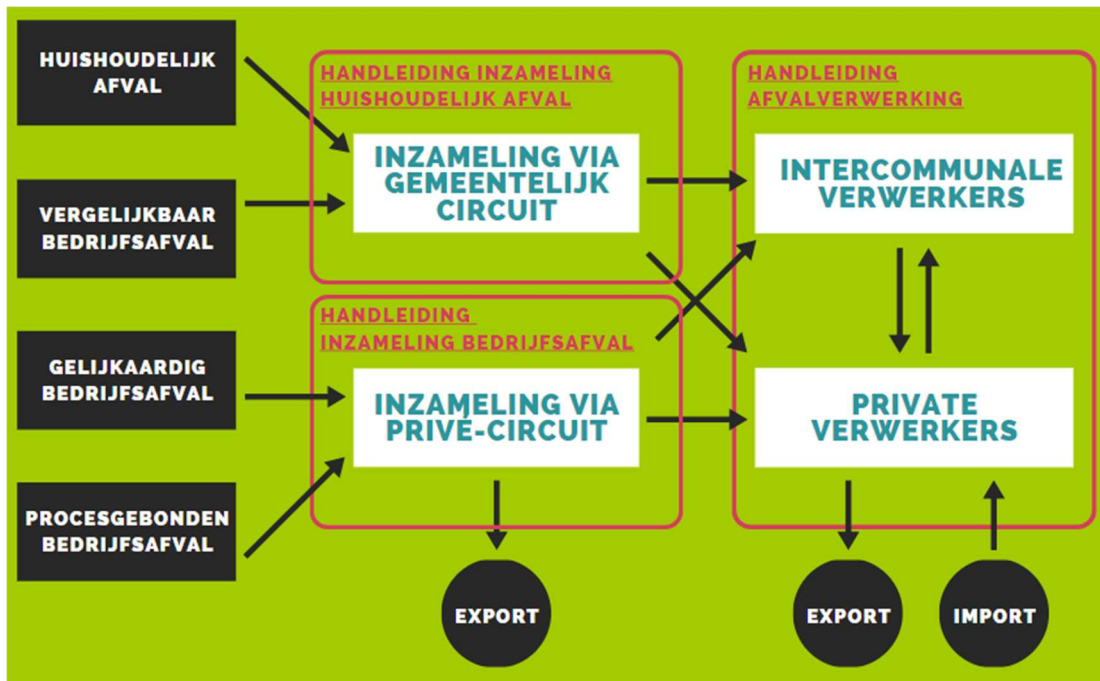 HUISHOUDELIJK
AFVAL
VERGELIJKBAAR
BEDRIJFSAFVAL
GELIJKAARDIG
BEDRIJFSAFVAL
PROCESGEBONDEN
BEDRIJFSAFVAL
HANDLEIDING INZAMELING
HUISHOUDELIJK AFVAL
INZAMELING VIA
GEMEENTELIJK
CIRCUIT
HANDLEIDING
INZAMELING BEDRIJFSAFVAL
INZAMELING VIA
PRIVÉ-CIRCUIT
EXPORT
HANDLEIDING
AFVALVERWERKING
INTERCOMMUNALE
VERWERKERS
PRIVATE
VERWERKERS
EXPORT
IMPORT